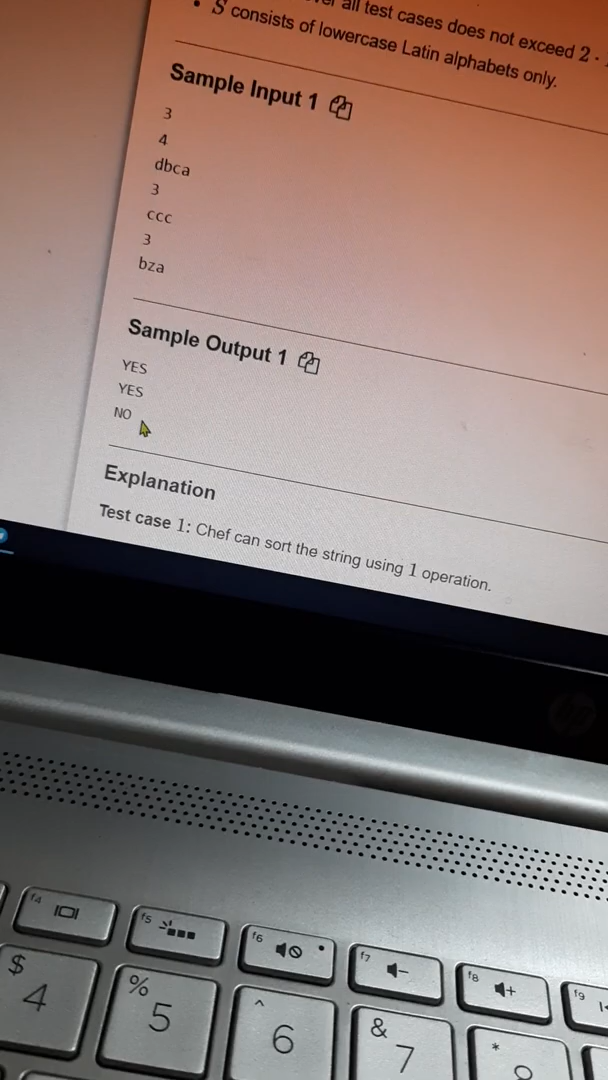 all test cases does not exceed 2 ·
• S consists of lowercase Latin alphabets only.
Sample Input 1
3
4
dbca
3
ccc
3
bza
Sample Output 1
YES
YES
NO
Explanation
Test case 1: Chef can sort the string using 1 operation.
f4
f5
f6
f7
f8
f9
$
4
%
5
^
6
&
7
*